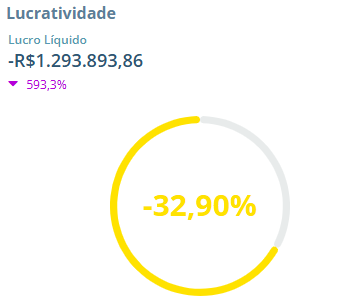 Lucratividade
Lucro Líquido
-R$1.293.893,86
593,3%
-32,90%